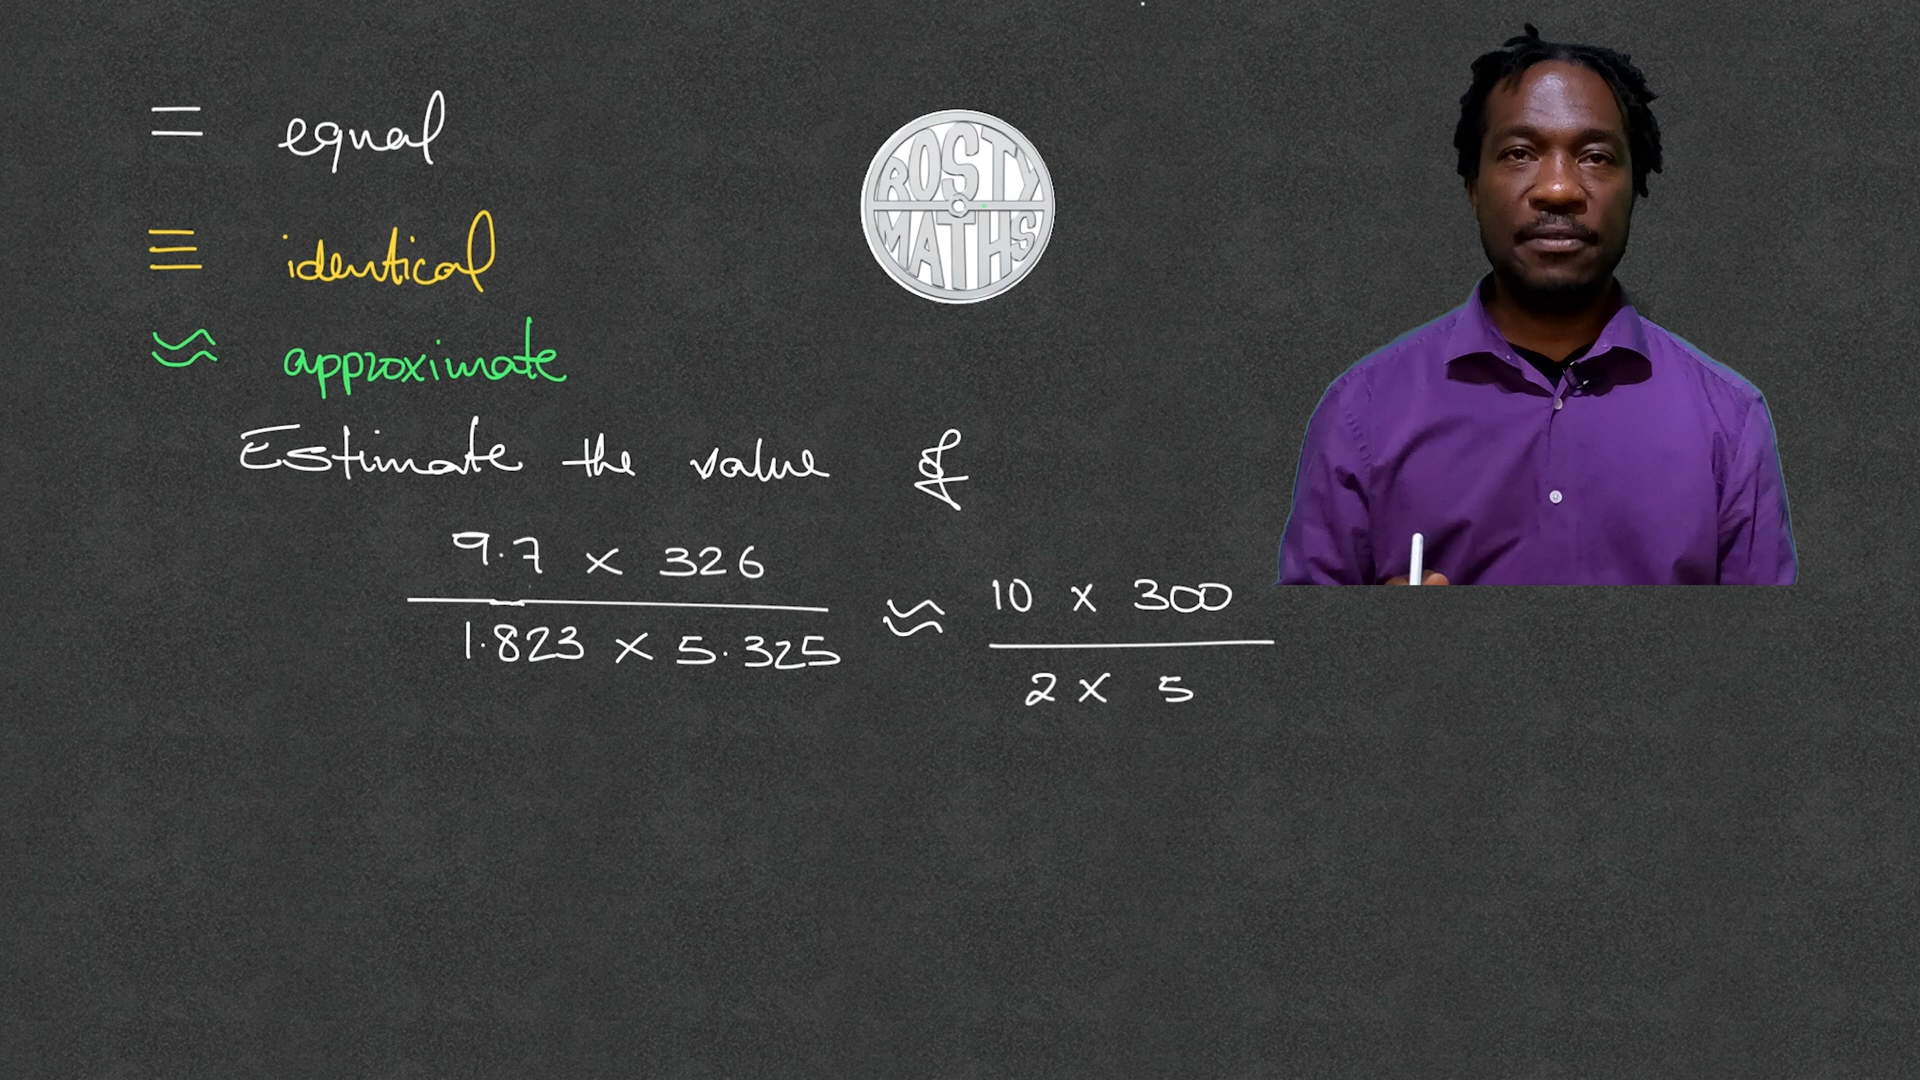 = equal
ROSTY
MATHS
≡ identical
≈ approximate
Estimate the value of
9.7 × 326
1.823 × 5.325
≈
10 × 300
2 × 5